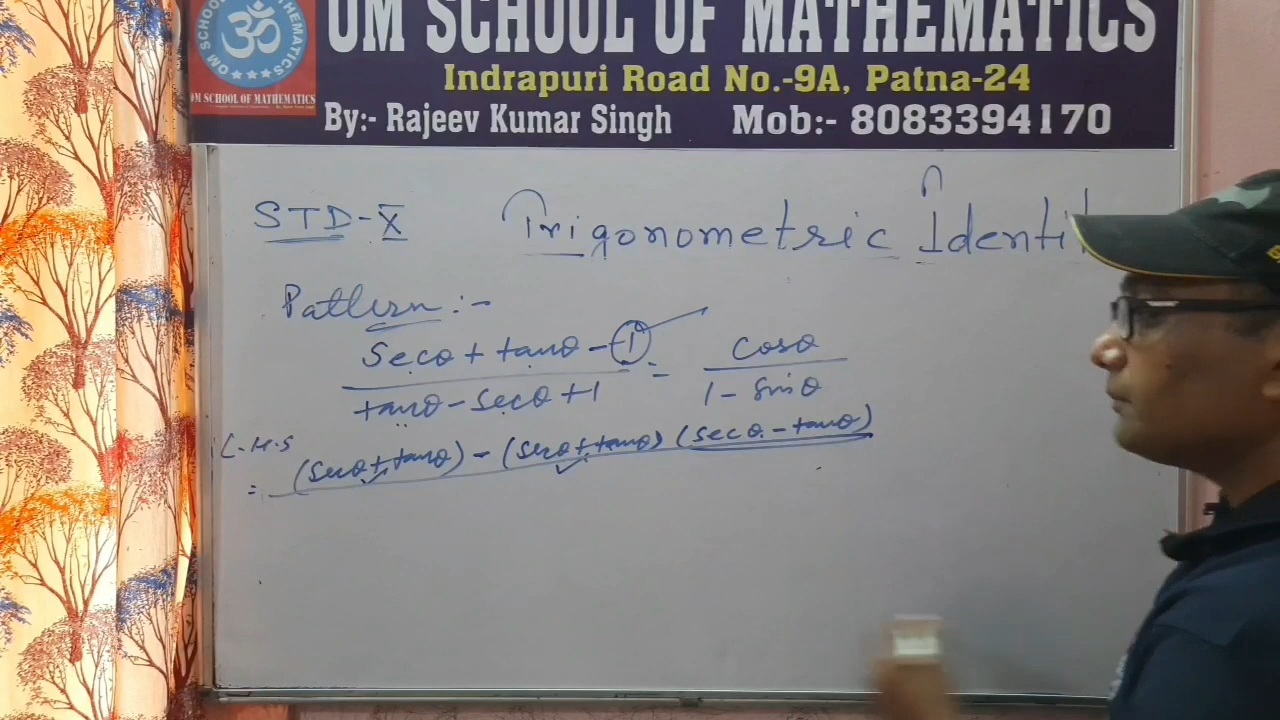 OM SCHOOL OF MATHEMATICS
OM SCHOOL OF MATHEMATICS
Indrapuri Road No.-9A, Patna-24
By:- Rajeev Kumar Singh Mob:- 8083394170
STD-X Trigonometric Identit
Pattern:-
secθ + tanθ - 1 / tanθ - secθ + 1 = cosθ / 1 - sinθ
L.H.S
= (secθ + tanθ) - (secθ + tanθ) (secθ - tanθ)